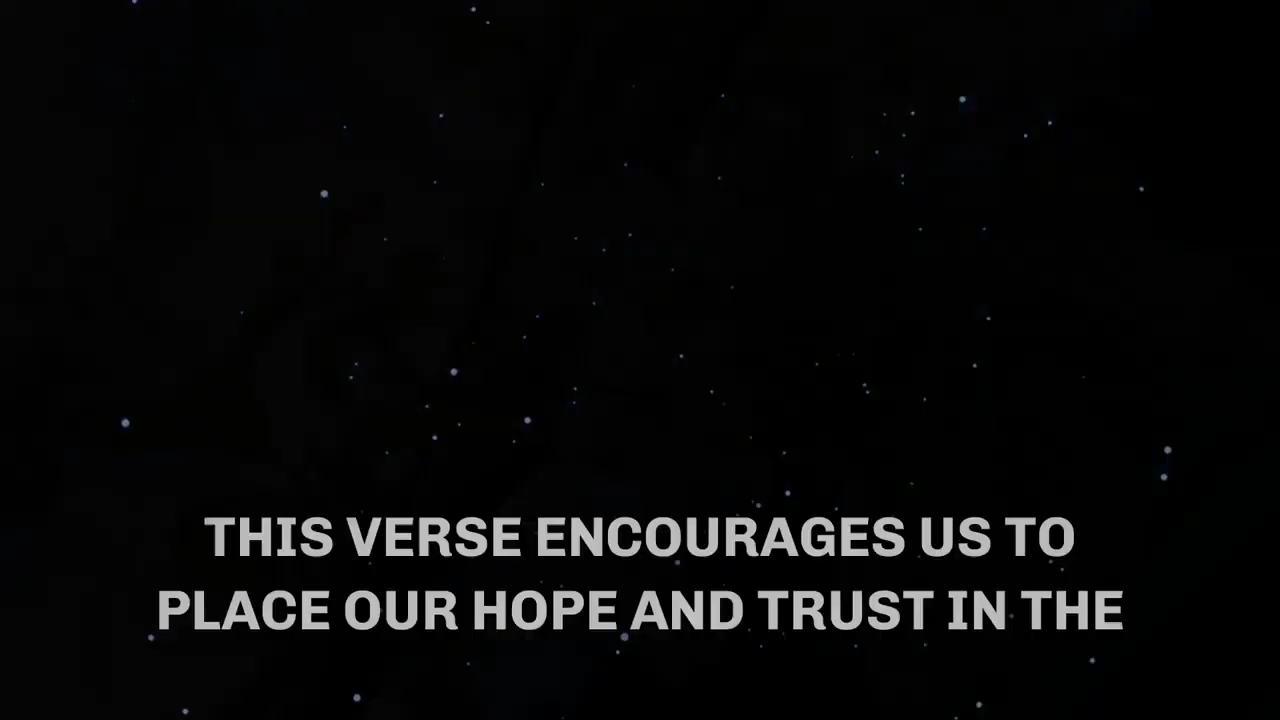 THIS VERSE ENCOURAGES US TO
PLACE OUR HOPE AND TRUST IN THE